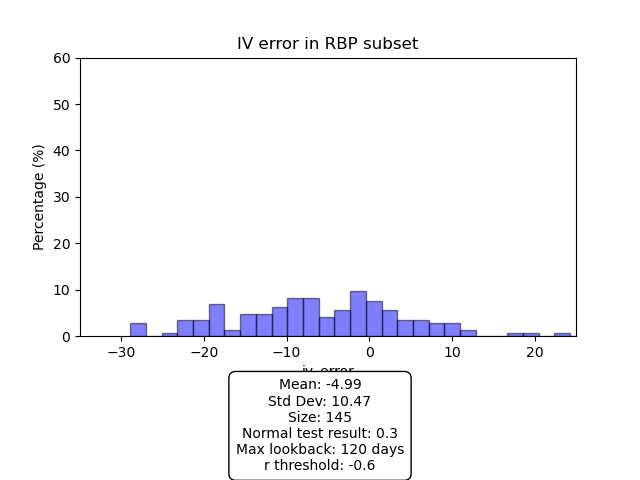 IV error in RBP subset
60
50
40
30
20
10
0
Percentage (%)
−30 −20 −10 0 10 20
Mean: -4.99
Std Dev: 10.47
Size: 145
Normal test result: 0.3
Max lookback: 120 days
r threshold: -0.6